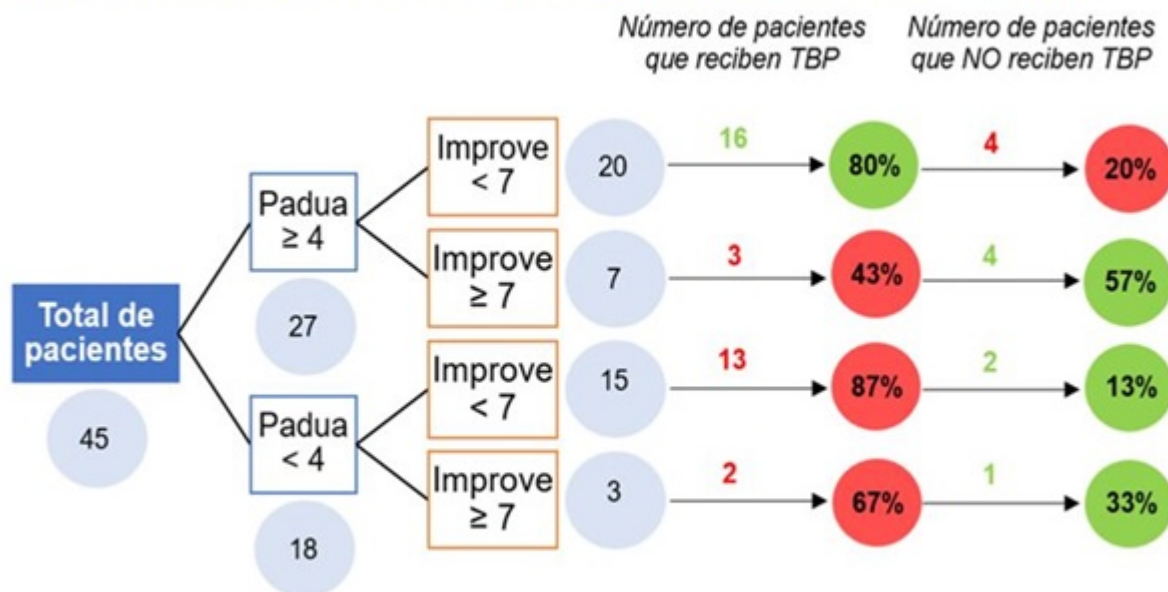 Número de pacientes
que reciben TBP
Número de pacientes
que NO reciben TBP
Total de
pacientes
45
Padua
≥ 4
27
Padua
< 4
18
Improve
< 7
20
16
80%
4
20%
Improve
≥ 7
7
3
43%
4
57%
Improve
< 7
15
13
87%
2
13%
Improve
≥ 7
3
2
67%
1
33%